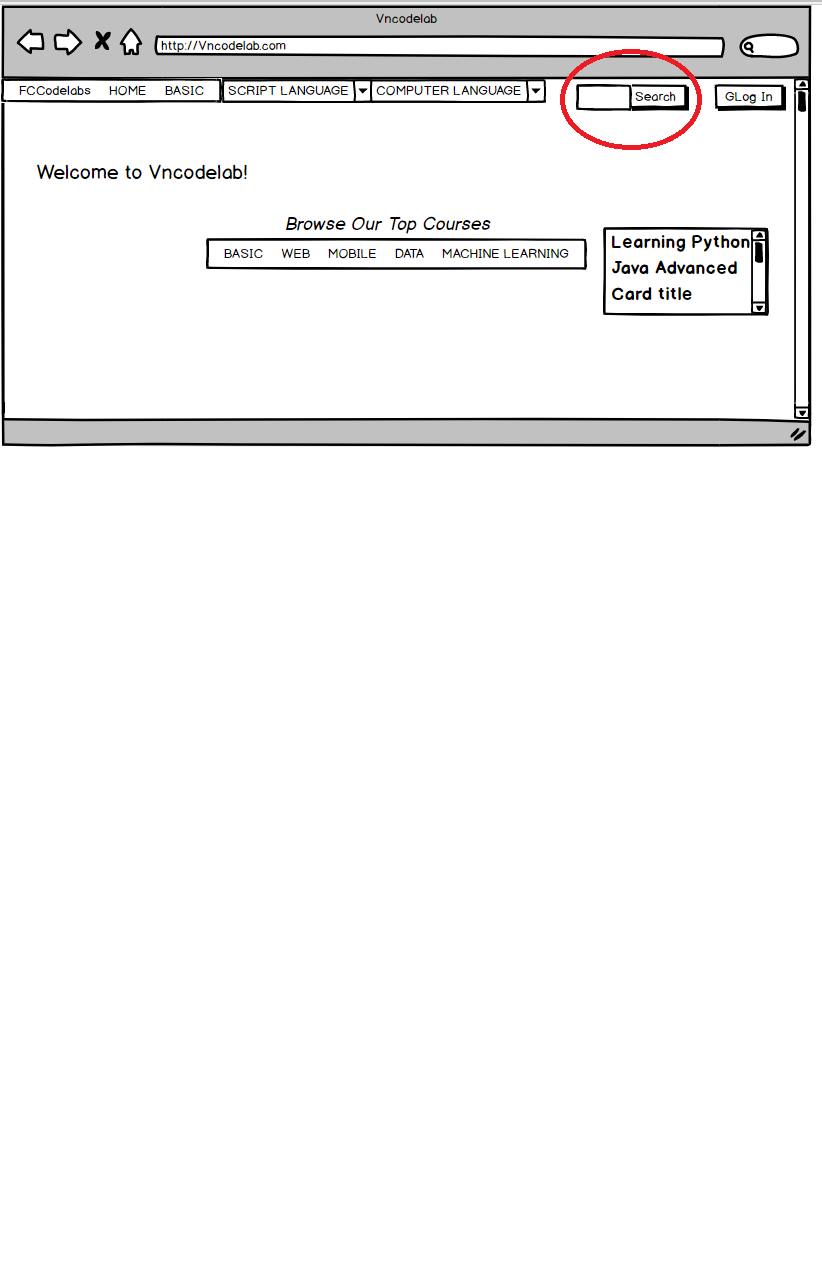 Vncodelab
http://Vncodelab.com
FCCodelabs HOME BASIC SCRIPT LANGUAGE COMPUTER LANGUAGE Search GLog In
Welcome to Vncodelab!
Browse Our Top Courses
BASIC WEB MOBILE DATA MACHINE LEARNING
Learning Python
Java Advanced
Card title